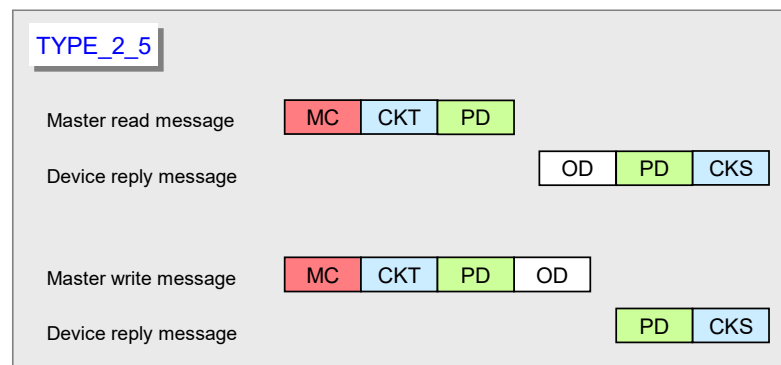 TYPE_2_5
Master read message MC CKT PD
Device reply message OD PD CKS
Master write message MC CKT PD OD
Device reply message PD CKS